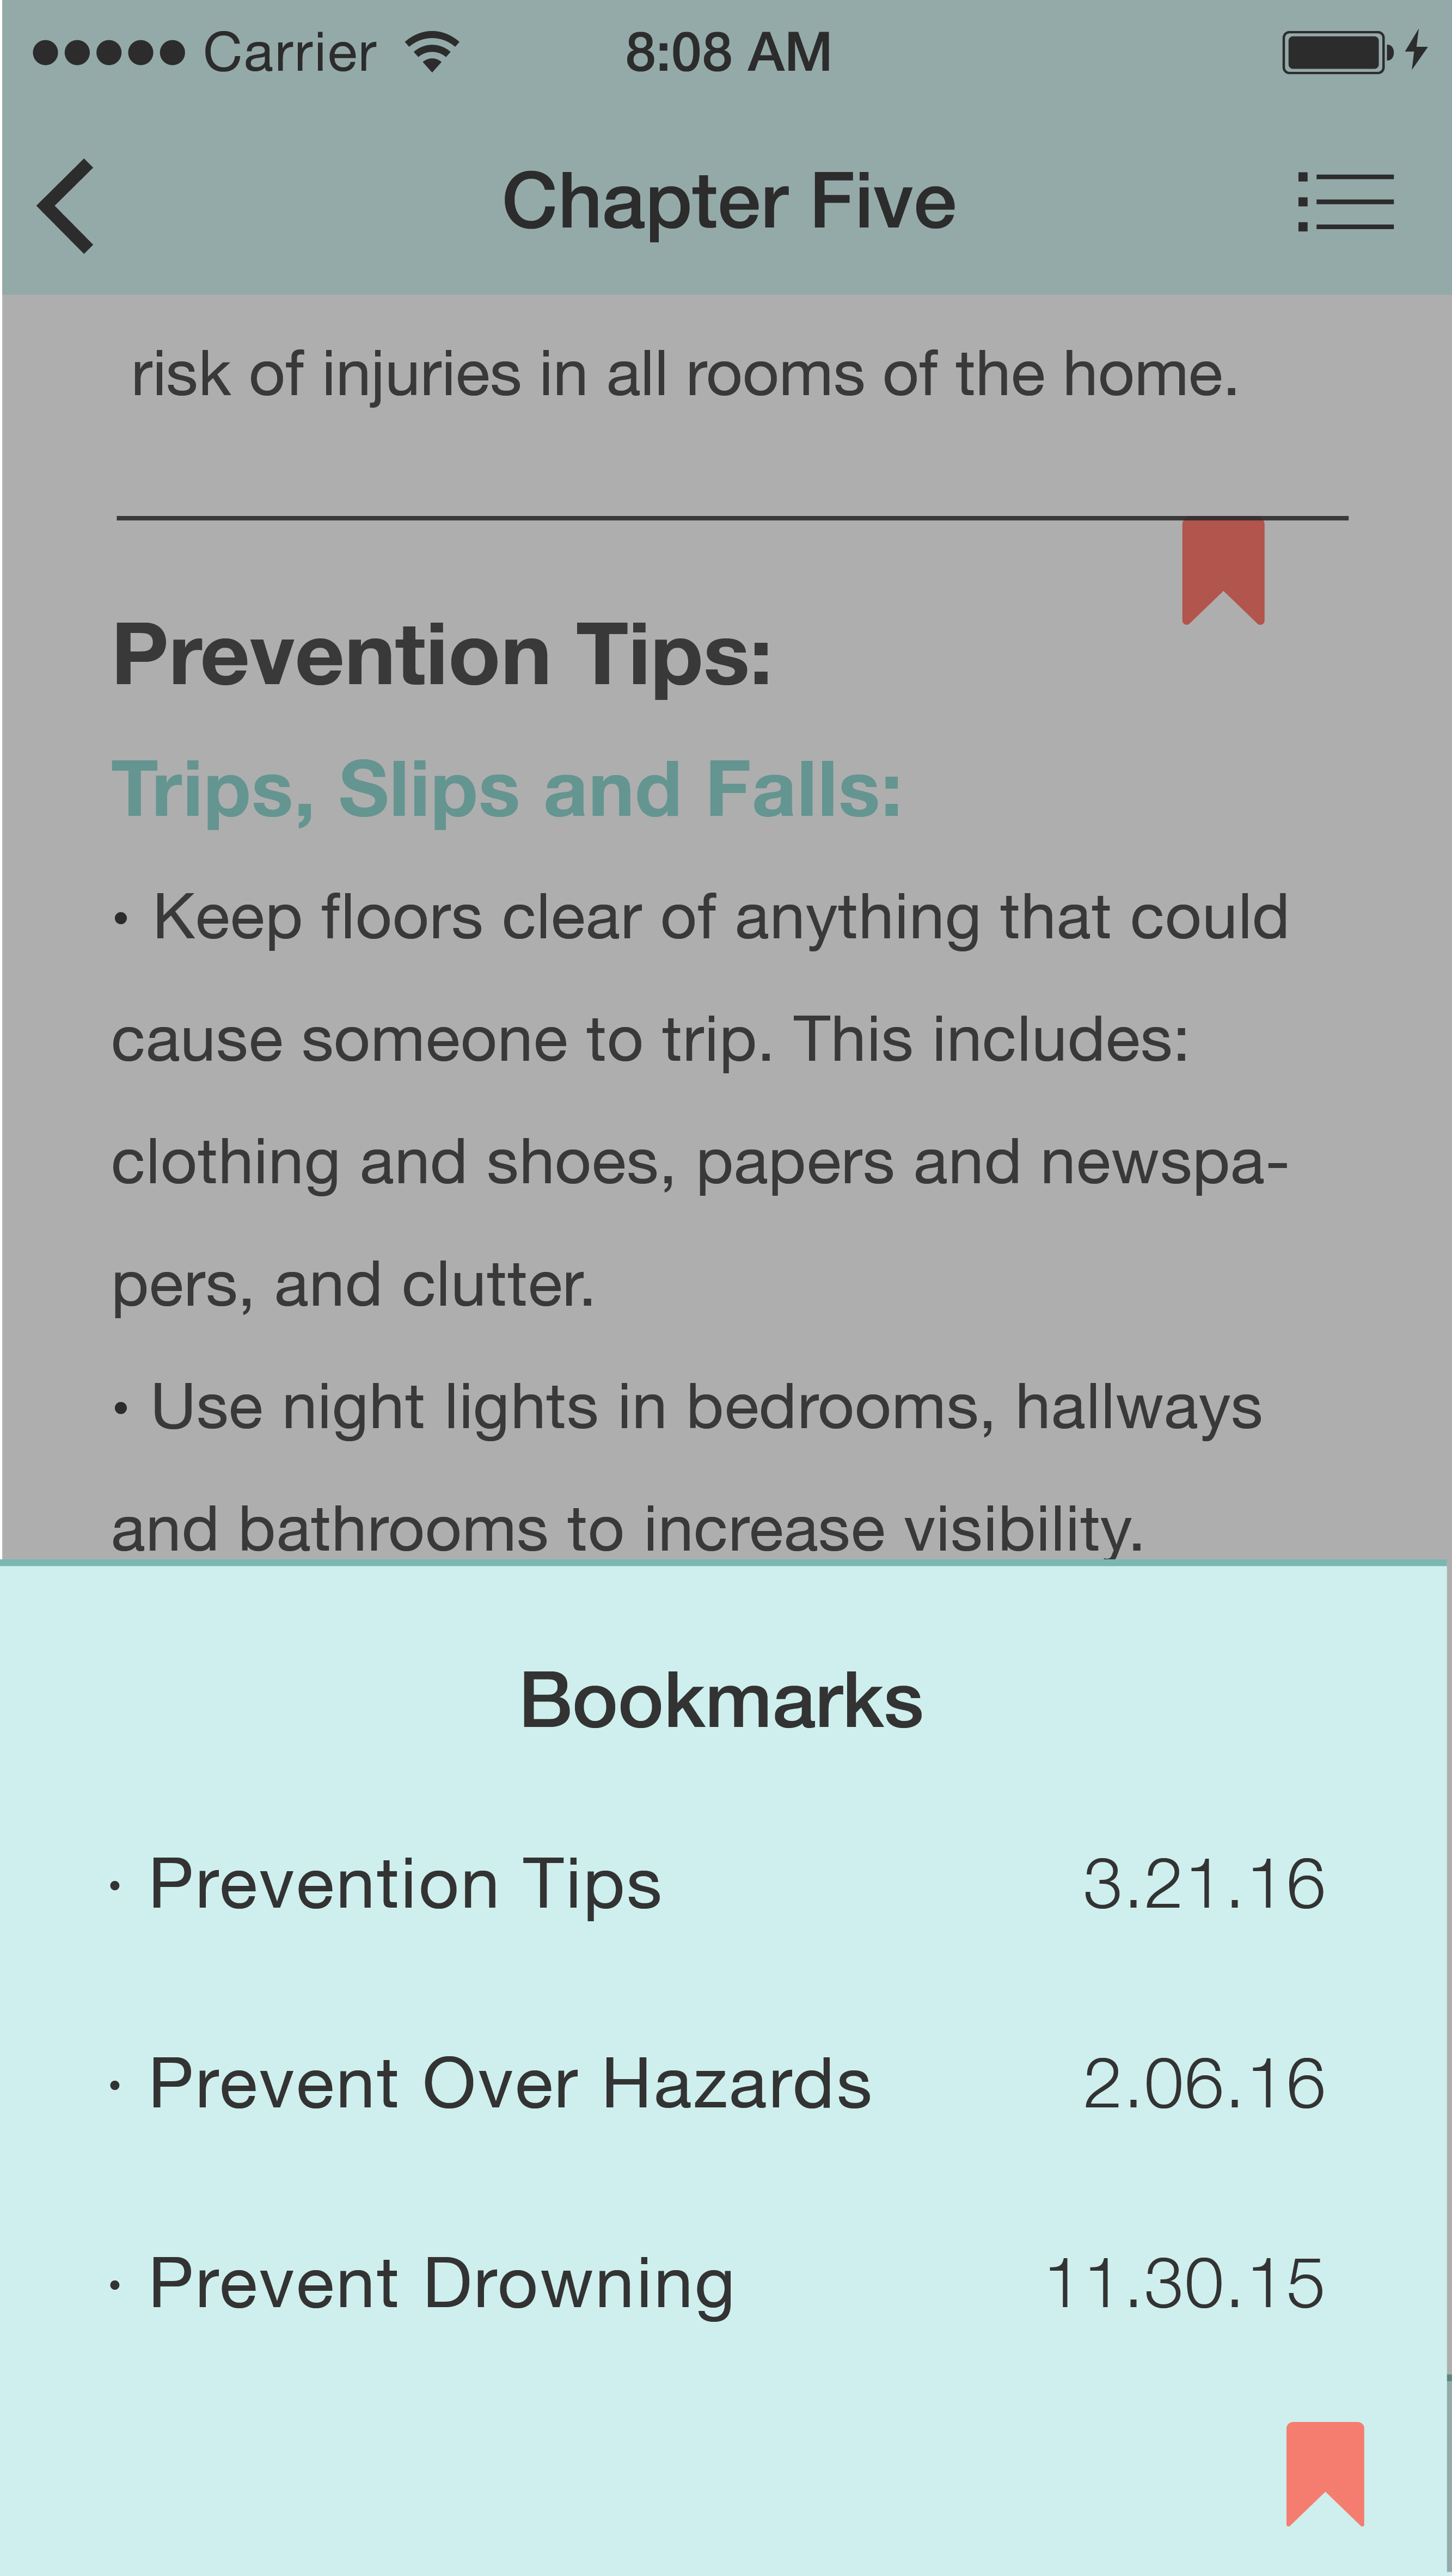 Carrier 8:08 AM
Chapter Five
risk of injuries in all rooms of the home.
Prevention Tips:
Trips, Slips and Falls:
• Keep floors clear of anything that could
cause someone to trip. This includes:
clothing and shoes, papers and newspa-
pers, and clutter.
• Use night lights in bedrooms, hallways
and bathrooms to increase visibility.
Bookmarks
· Prevention Tips 3.21.16
· Prevent Over Hazards 2.06.16
· Prevent Drowning 11.30.15